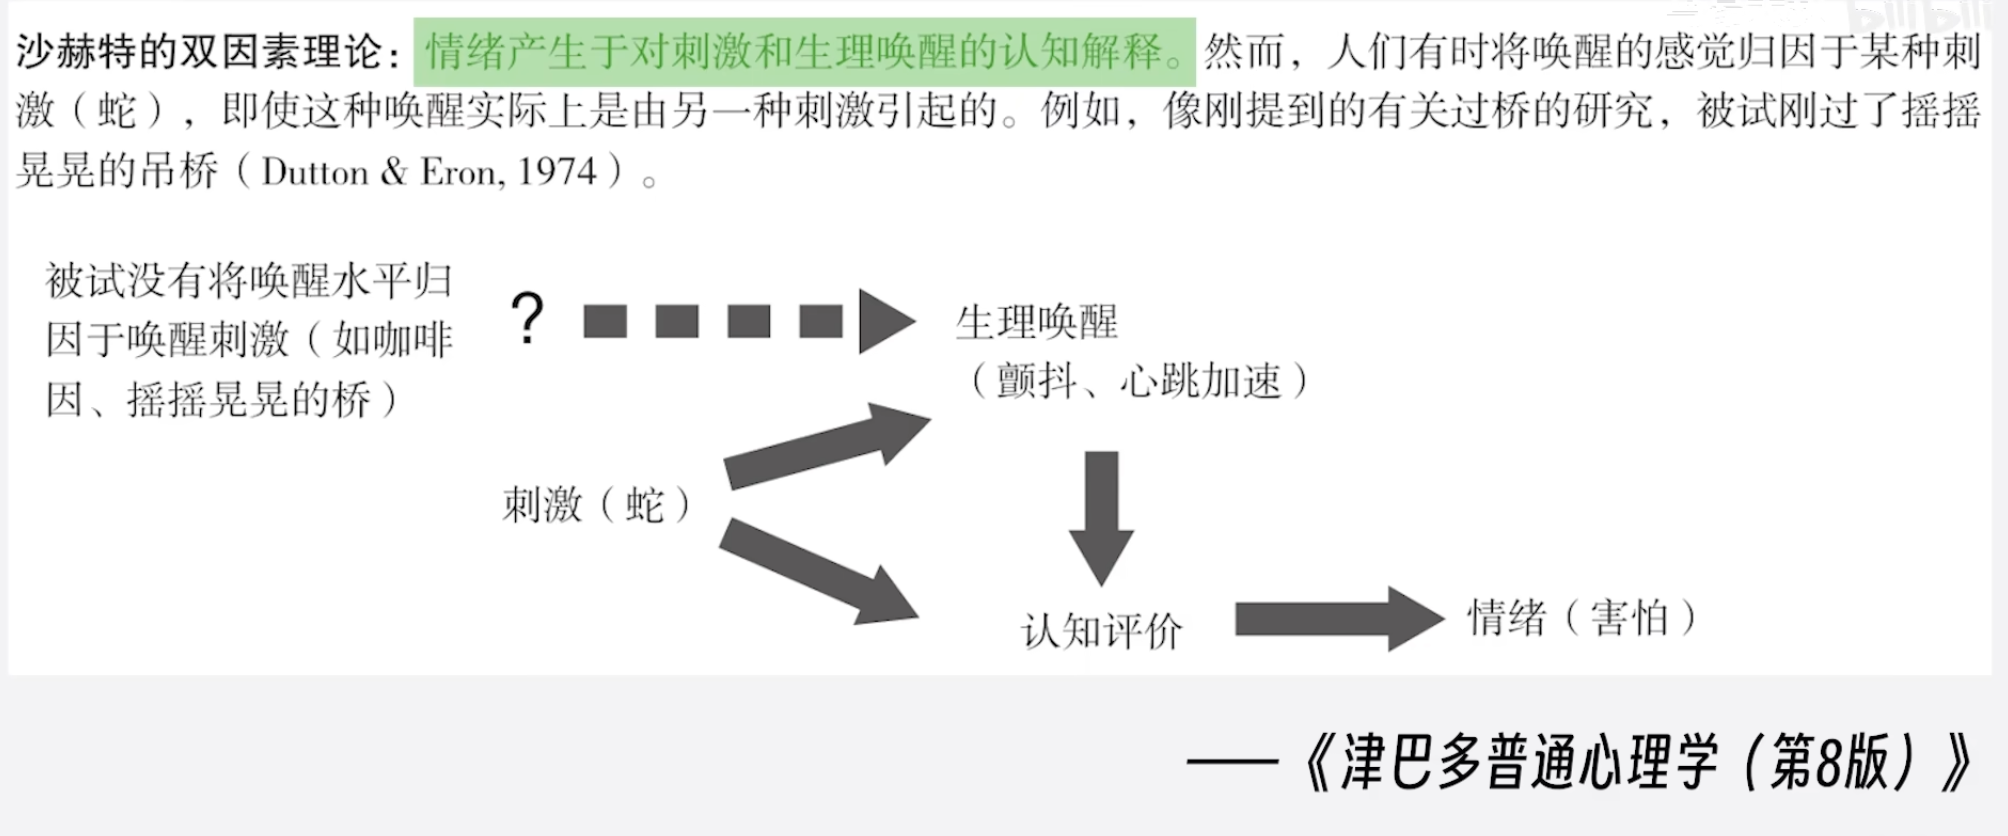 沙赫特的双因素理论：情绪产生于对刺激和生理唤醒的认知解释。然而，人们有时将唤醒的感觉归因于某种刺
激（蛇），即使这种唤醒实际上是由另一种刺激引起的。例如，像刚提到的有关过桥的研究，被试刚过了摇摇
晃晃的吊桥（Dutton & Eron, 1974）。
被试没有将唤醒水平归
因于唤醒刺激（如咖啡
因、摇摇晃晃的桥）
?
生理唤醒
（颤抖、心跳加速）
刺激（蛇）
认知评价
情绪（害怕）
——《津巴多普通心理学（第8版）》
bilibili